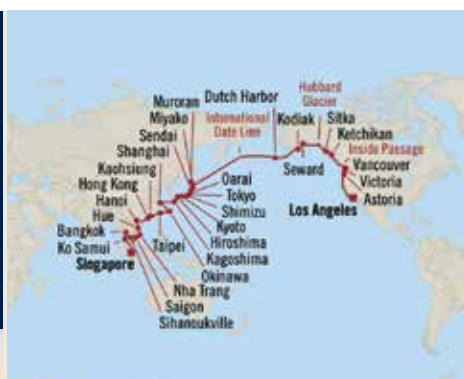 Muroran
Miyako
Sendai
Shanghai
Kaohsiung
Hong Kong
Hanoi
Hue
Bangkok
Ko Samui
Singapore
Dutch Harbor
International
Date Line
Kodiak
Hubbard
Glacier
Sitka
Ketchikan
Inside Passage
Vancouver
Victoria
Astoria
Seward
Los Angeles
Oarai
Tokyo
Shimizu
Kyoto
Hiroshima
Kagoshima
Okinawa
Taipei
Nha Trang
Saigon
Sihanoukville